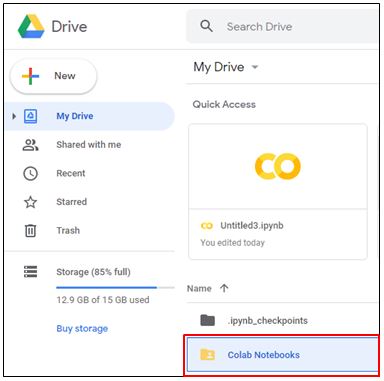 Drive
Search Drive
New
My Drive
My Drive
Shared with me
Recent
Starred
Trash
Storage (85% full)
12.9 GB of 15 GB used
Buy storage
Quick Access
Untitled3.ipynb
You edited today
Name
.ipynb_checkpoints
Colab Notebooks